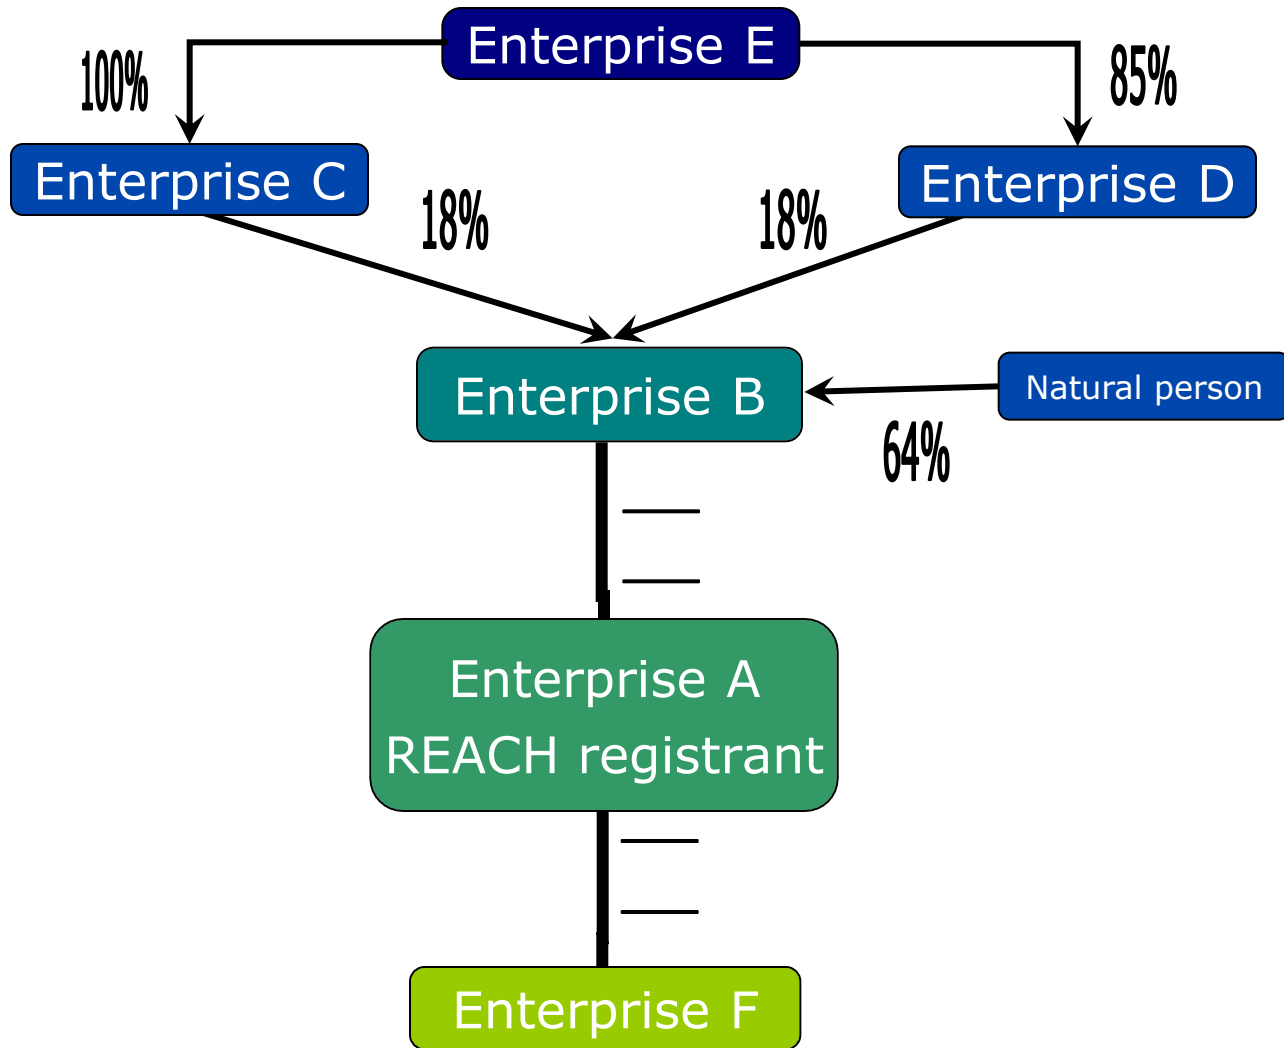 Enterprise E
100%
85%
Enterprise C
Enterprise D
18%
18%
Enterprise B
Natural person
64%
Enterprise A
REACH registrant
Enterprise F